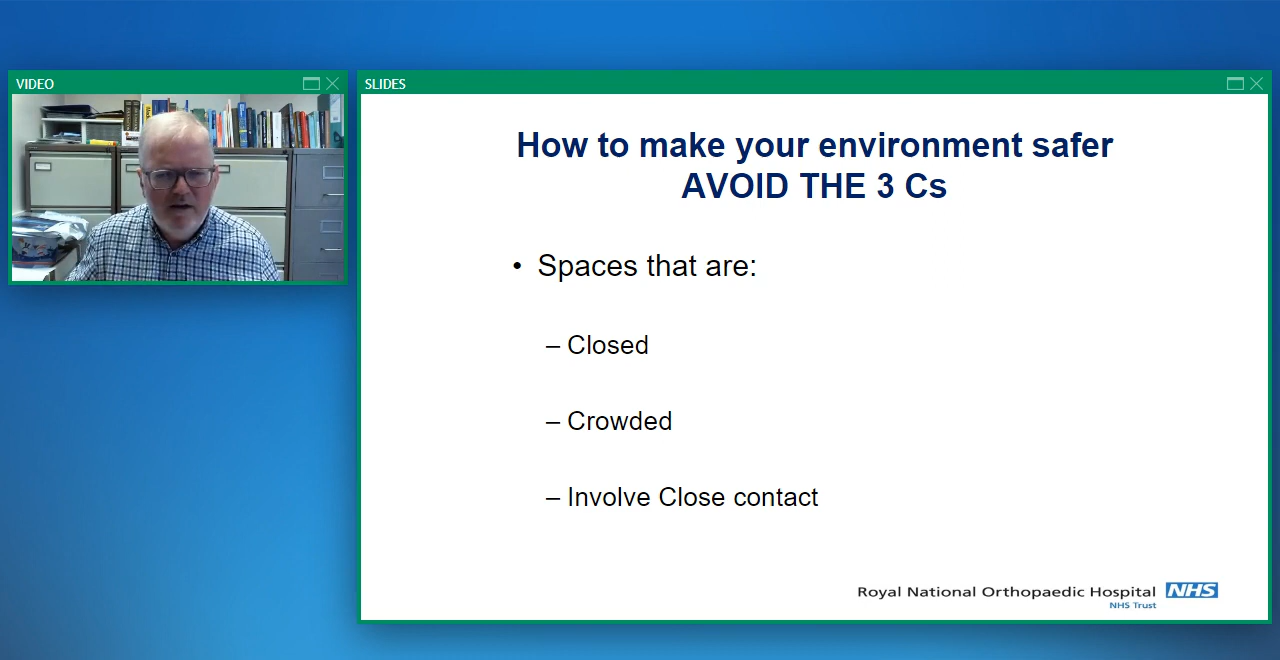 VIDEO
SLIDES
How to make your environment safer
AVOID THE 3 Cs
• Spaces that are:
– Closed
– Crowded
– Involve Close contact
Royal National Orthopaedic Hospital NHS
NHS Trust